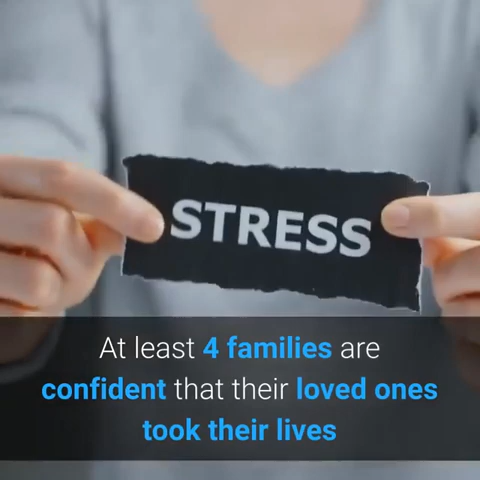 STRESS
At least 4 families are
confident that their loved ones
took their lives